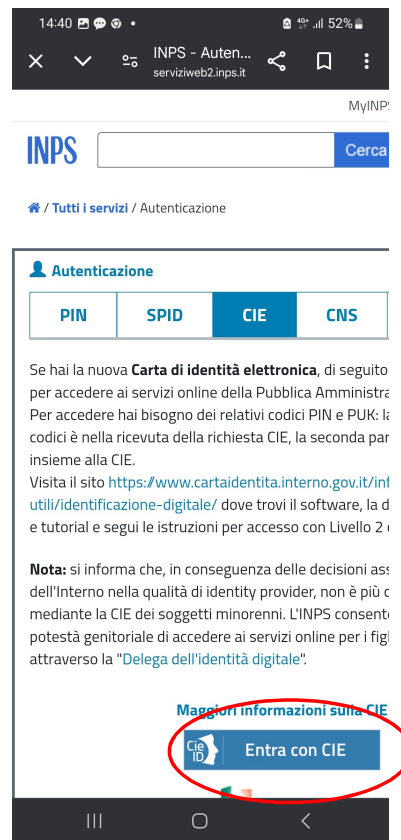 14:40
4G+ 52%
INPS - Auten...
serviziweb2.inps.it
MyINPS
INPS
Cerca
/ Tutti i servizi / Autenticazione
Autenticazione
PIN SPID CIE CNS
Se hai la nuova Carta di identità elettronica, di seguito
per accedere ai servizi online della Pubblica Amministra
Per accedere hai bisogno dei relativi codici PIN e PUK: la
codici è nella ricevuta della richiesta CIE, la seconda par
insieme alla CIE.
Visita il sito https://www.cartaidentita.interno.gov.it/inf
utili/identificazione-digitale/ dove trovi il software, la d
e tutorial e segui le istruzioni per accesso con Livello 2
Nota: si informa che, in conseguenza delle decisioni ass
dell'Interno nella qualità di identity provider, non è più
mediante la CIE dei soggetti minorenni. L'INPS consente
potestà genitoriale di accedere ai servizi online per i figl
attraverso la "Delega dell'identità digitale".
Maggiori informazioni sulla CIE
Cie ID Entra con CIE